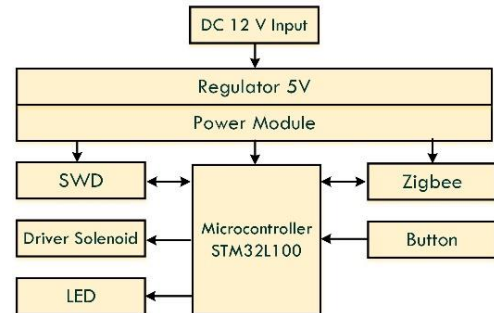 DC 12 V Input
Regulator 5V
Power Module
SWD
Zigbee
Microcontroller
STM32L100
Driver Solenoid
Button
LED